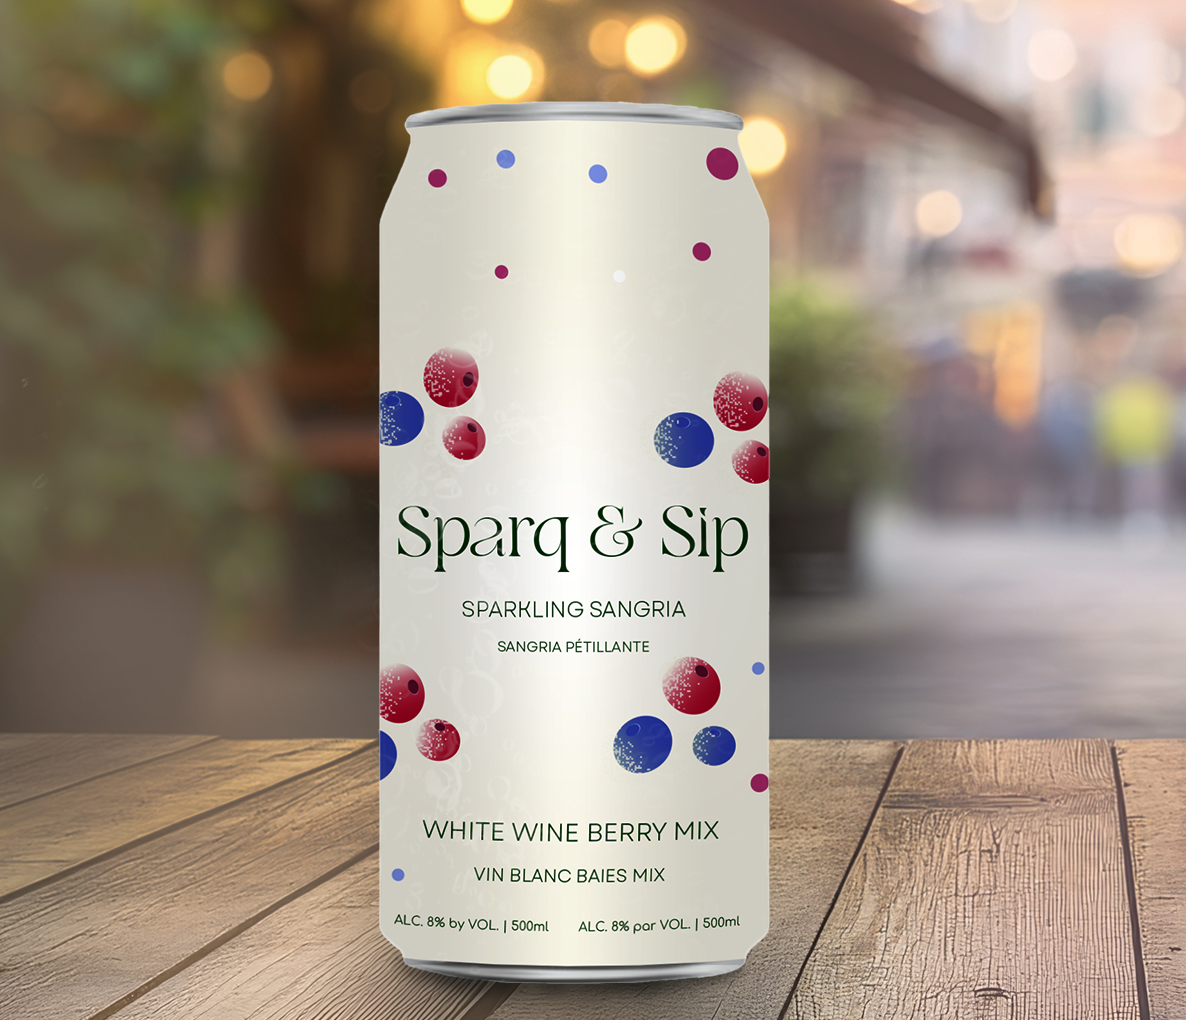 Sparq & Sip
SPARKLING SANGRIA
SANGRIA PÉTILLANTE
WHITE WINE BERRY MIX
VIN BLANC BAIES MIX
ALC. 8% by VOL. | 500ml ALC. 8% par VOL. | 500ml